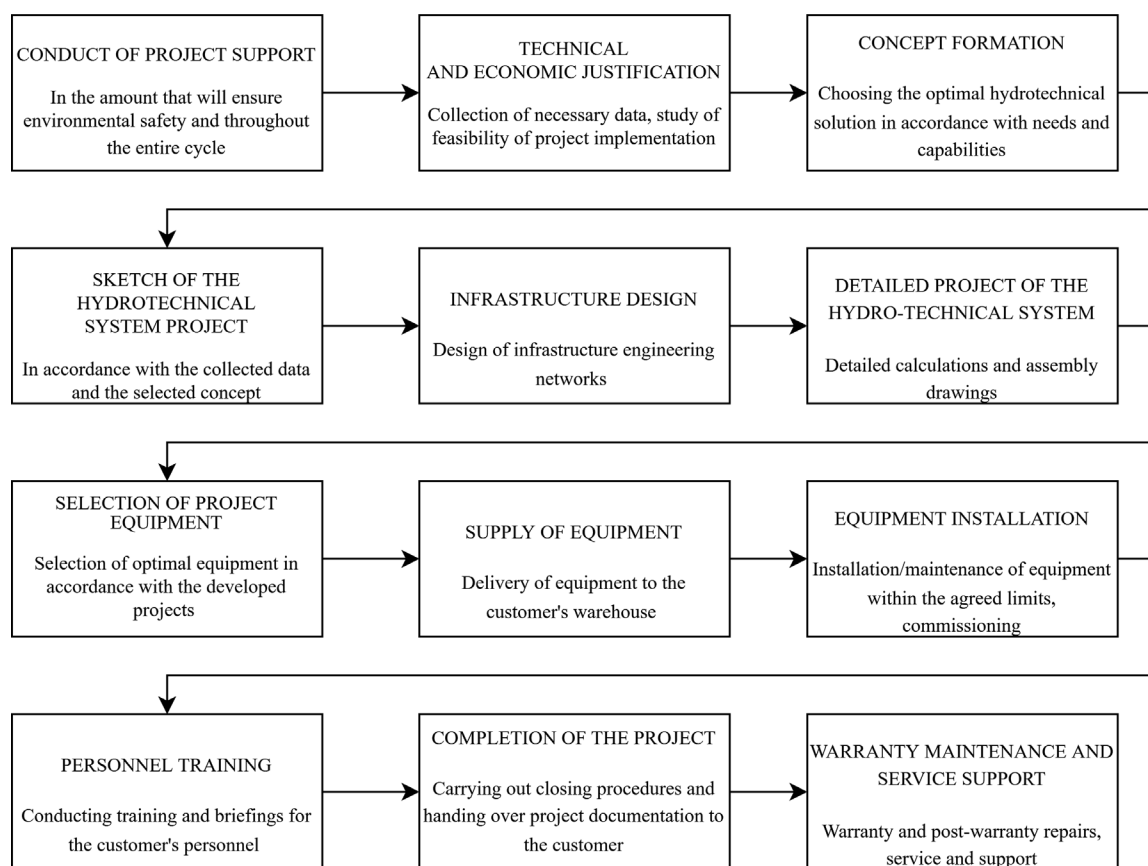 CONDUCT OF PROJECT SUPPORT
In the amount that will ensure
environmental safety and throughout
the entire cycle
TECHNICAL
AND ECONOMIC JUSTIFICATION
Collection of necessary data, study of
feasibility of project implementation
CONCEPT FORMATION
Choosing the optimal hydrotechnical
solution in accordance with needs and
capabilities
SKETCH OF THE
HYDROTECHNICAL
SYSTEM PROJECT
In accordance with the collected data
and the selected concept
INFRASTRUCTURE DESIGN
Design of infrastructure engineering
networks
DETAILED PROJECT OF THE
HYDRO-TECHNICAL SYSTEM
Detailed calculations and assembly
drawings
SELECTION OF PROJECT
EQUIPMENT
Selection of optimal equipment in
accordance with the developed
projects
SUPPLY OF EQUIPMENT
Delivery of equipment to the
customer's warehouse
EQUIPMENT INSTALLATION
Installation/maintenance of equipment
within the agreed limits,
commissioning
PERSONNEL TRAINING
Conducting training and briefings for
the customer's personnel
COMPLETION OF THE PROJECT
Carrying out closing procedures and
handing over project documentation to
the customer
WARRANTY MAINTENANCE AND
SERVICE SUPPORT
Warranty and post-warranty repairs,
service and support